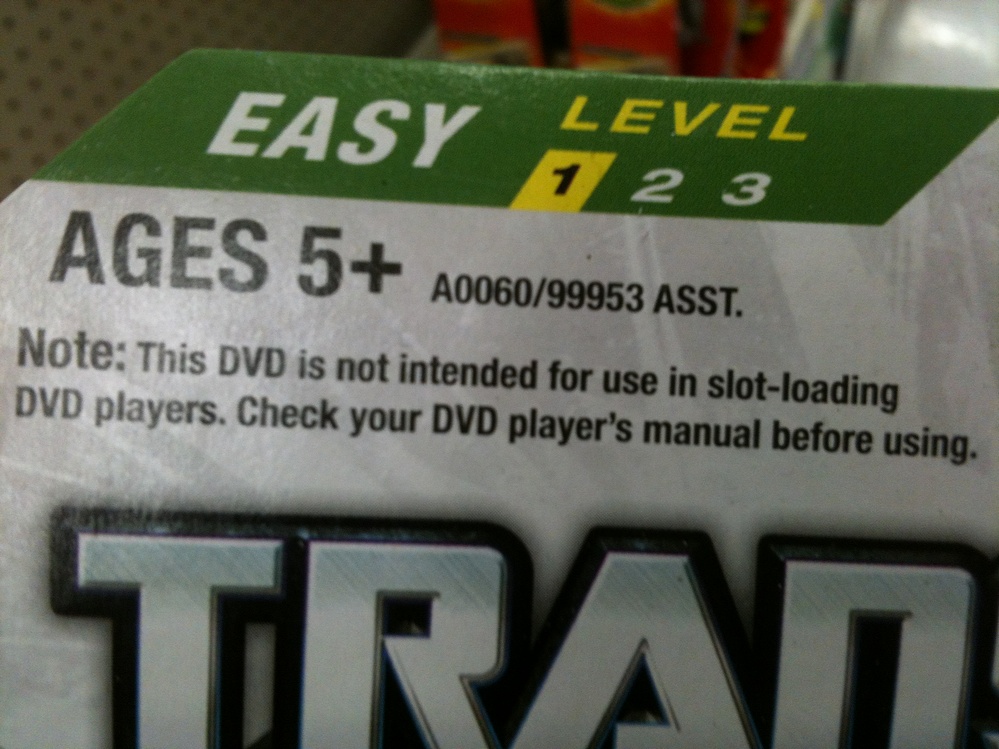 EASY LEVEL
1 2 3
AGES 5+ A0060/99953 ASST.
Note: This DVD is not intended for use in slot-loading
DVD players. Check your DVD player's manual before using.
TRAN